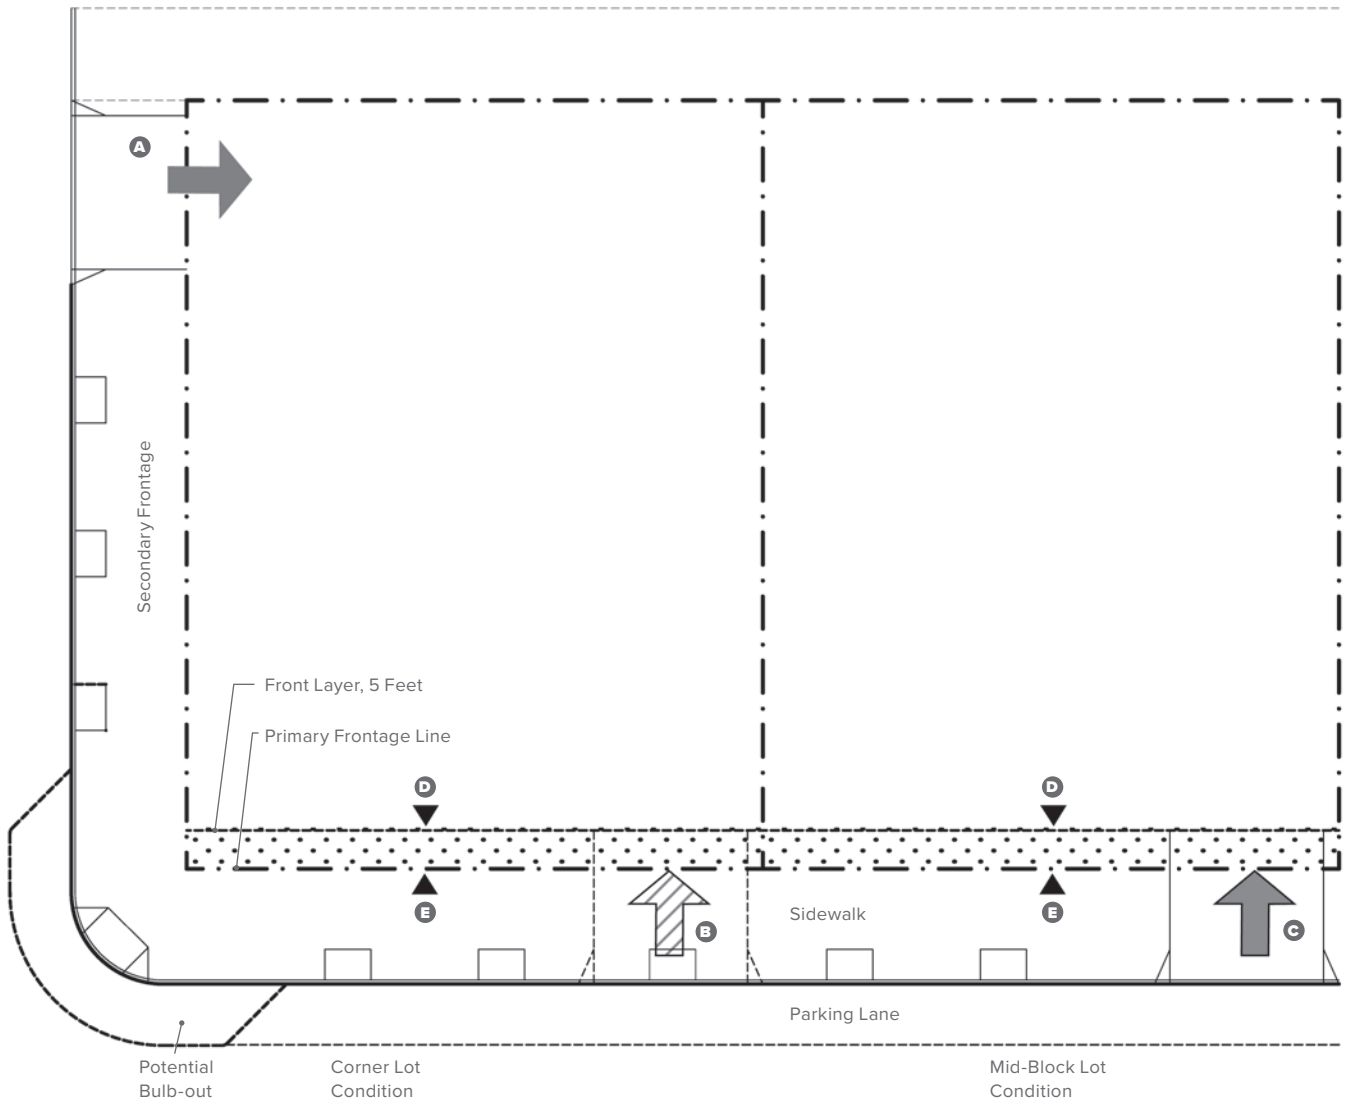 A
Secondary Frontage
Front Layer, 5 Feet
Primary Frontage Line
D
D
E
E
B
Sidewalk
C
Parking Lane
Potential
Bulb-out
Corner Lot
Condition
Mid-Block Lot
Condition